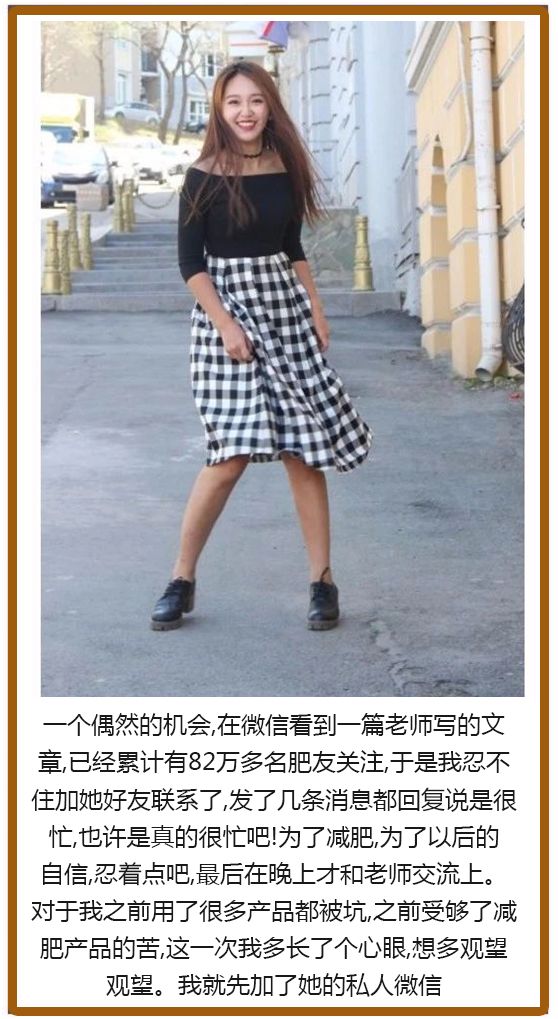 一个偶然的机会,在微信看到一篇老师写的文
章,已经累计有82万多名肥友关注,于是我忍不
住加她好友联系了,发了几条消息都回复说是很
忙,也许是真的很忙吧!为了减肥,为了以后的
自信,忍着点吧,最后在晚上才和老师交流上。
对于我之前用了很多产品都被坑,之前受够了减
肥产品的苦,这一次我多长了个心眼,想多观望
观望。我就先加了她的私人微信